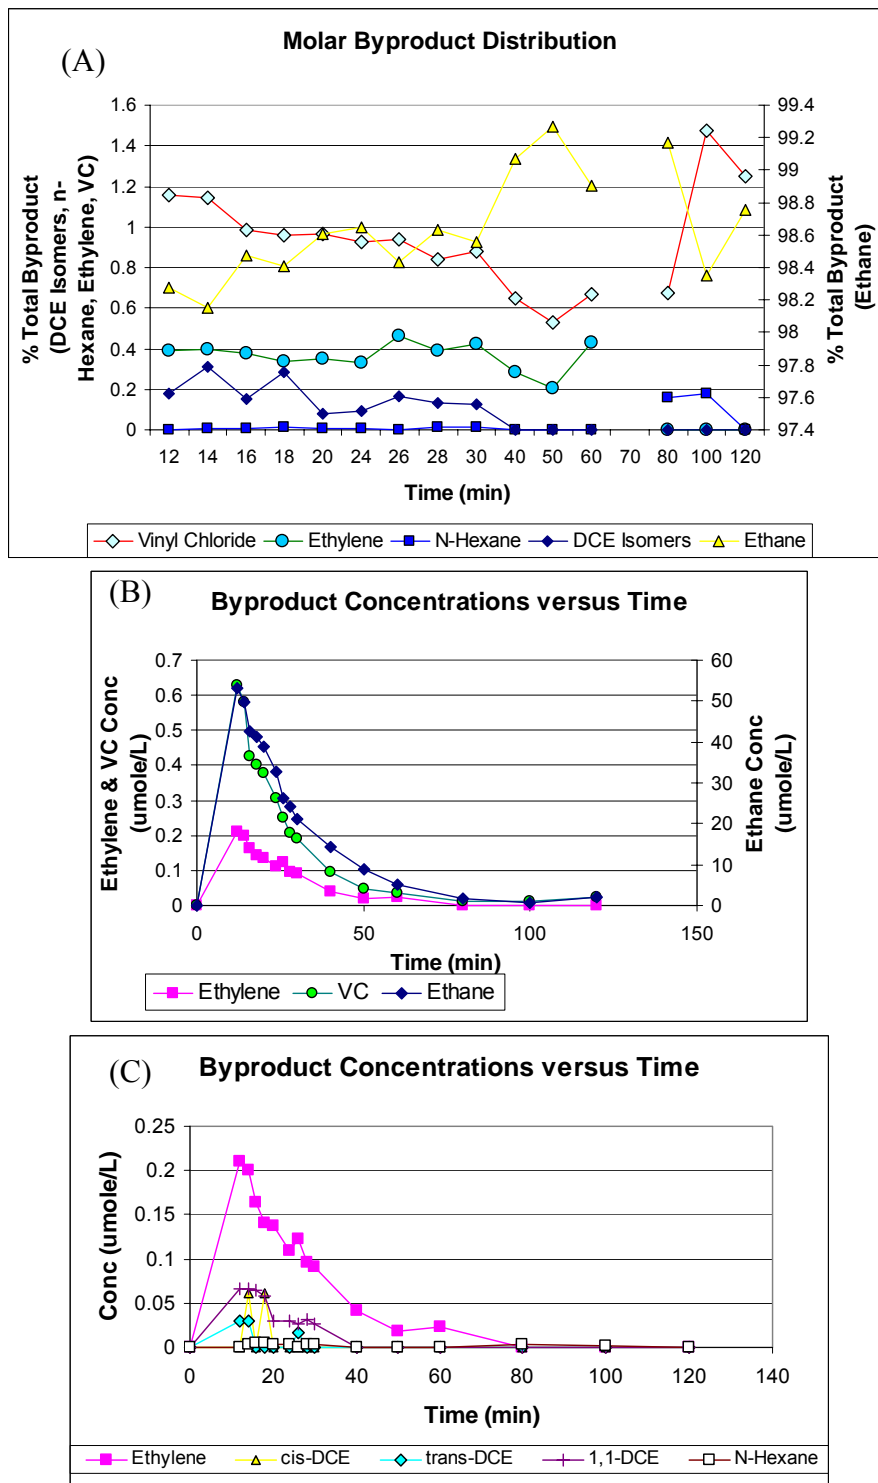 (A)
Molar Byproduct Distribution
% Total Byproduct
(DCE Isomers, n-
Hexane, Ethylene, VC)
1.6
1.4
1.2
1
0.8
0.6
0.4
0.2
0
99.4
99.2
99
98.8
98.6
98.4
98.2
98
97.8
97.6
97.4
% Total Byproduct
(Ethane)
12 14 16 18 20 24 26 28 30 40 50 60 70 80 100 120
Time (min)
Vinyl Chloride Ethylene N-Hexane DCE Isomers Ethane
(B)
Byproduct Concentrations versus Time
Ethylene & VC Conc
(umole/L)
0.7
0.6
0.5
0.4
0.3
0.2
0.1
0
60
50
40
30
20
10
0
Ethane Conc
(umole/L)
0 50 100 150
Time (min)
Ethylene VC Ethane
(C)
Byproduct Concentrations versus Time
Conc (umole/L)
0.25
0.2
0.15
0.1
0.05
0
0 20 40 60 80 100 120 140
Time (min)
Ethylene cis-DCE trans-DCE 1,1-DCE N-Hexane